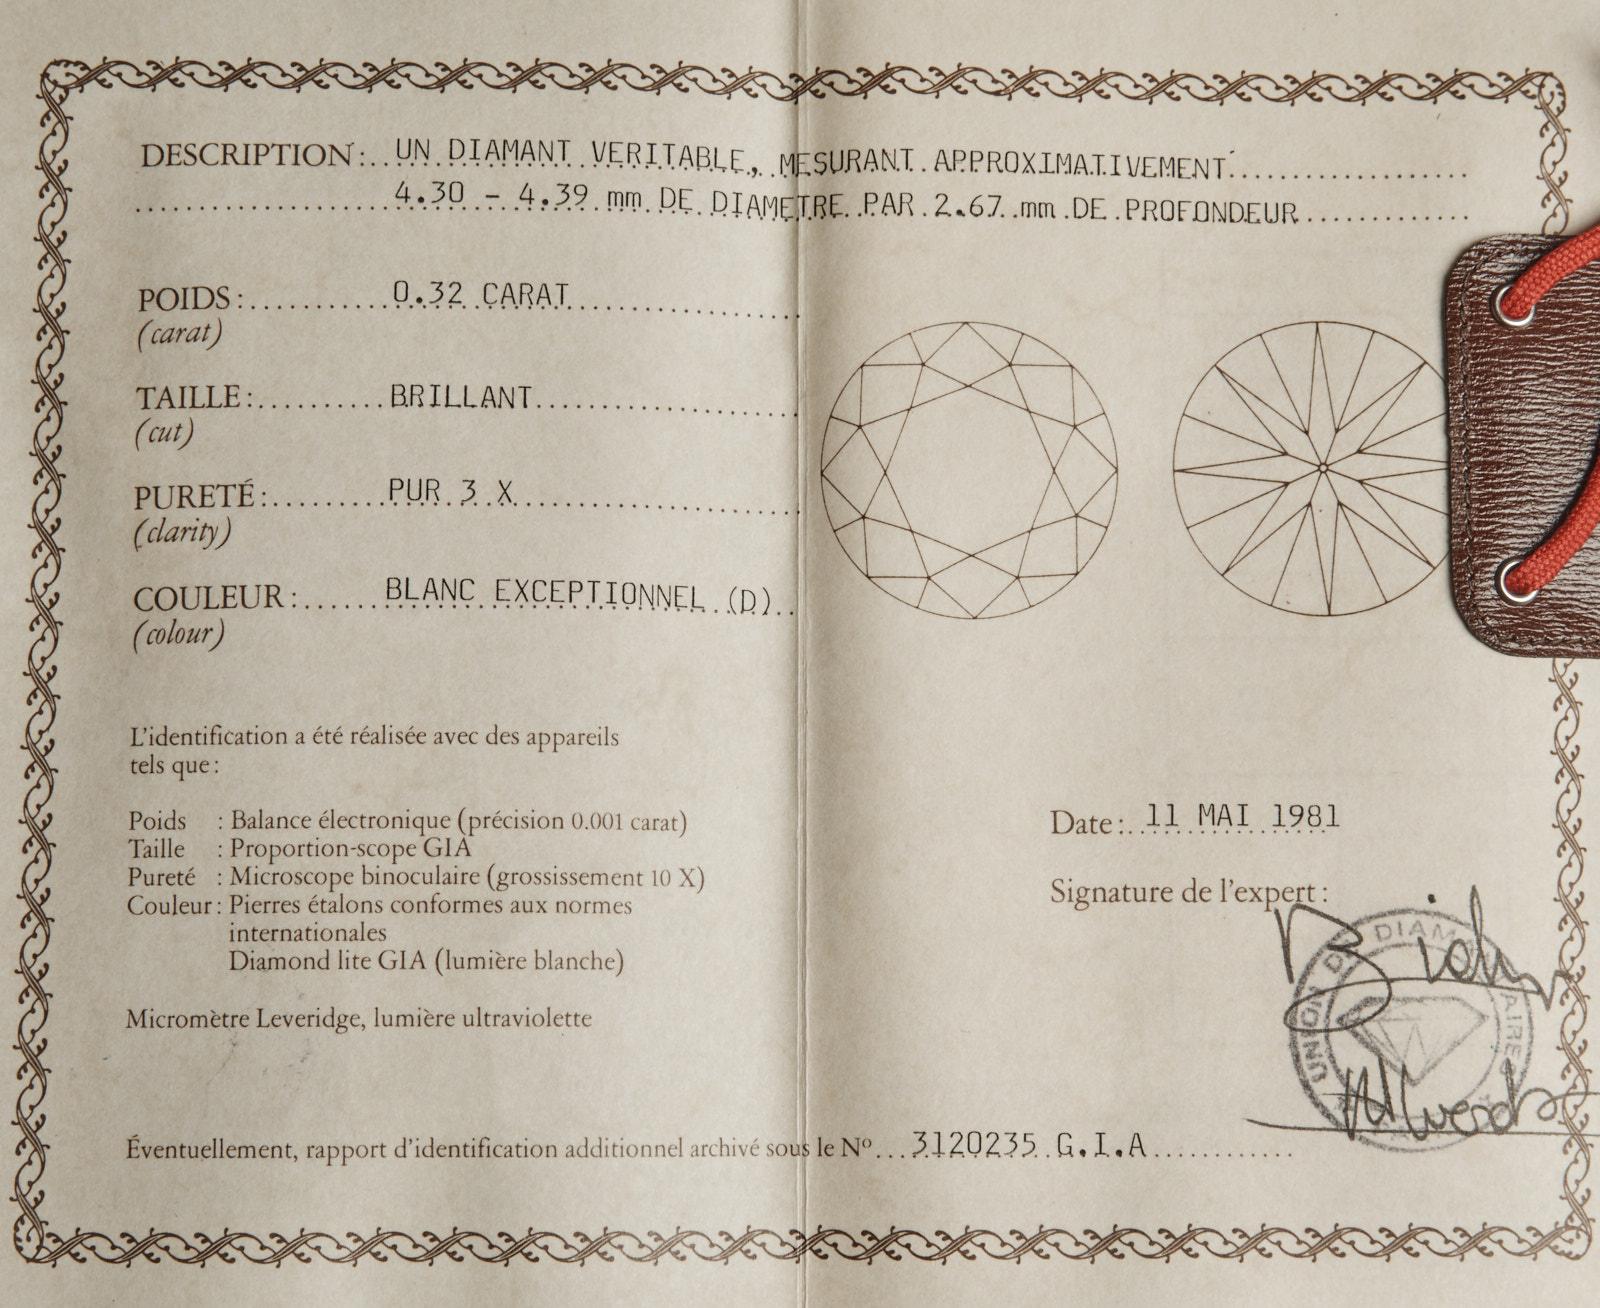 DESCRIPTION: UN DIAMANT VERITABLE, MESURANT APPROXIMATIVEMENT
4.30 - 4.39 mm DE DIAMETRE PAR 2.67 mm DE PROFONDEUR
POIDS: 0.32 CARAT
(carat)
TAILLE: BRILLANT
(cut)
PURETÉ: PUR 3 X
(clarity)
COULEUR: BLANC EXCEPTIONNEL (D)
(colour)
L'identification a été réalisée avec des appareils
tels que:
Poids : Balance électronique (précision 0.001 carat)
Taille : Proportion-scope GIA
Pureté : Microscope binoculaire (grossissement 10 X)
Couleur: Pierres étalons conformes aux normes
internationales
Diamond lite GIA (lumière blanche)
Micromètre Leveridge, lumière ultraviolette
Date: 11 MAI 1981
Signature de l'expert:
UNION
Éventuellement, rapport d'identification additionnel archivé sous le Nº 3120235 G.I.A